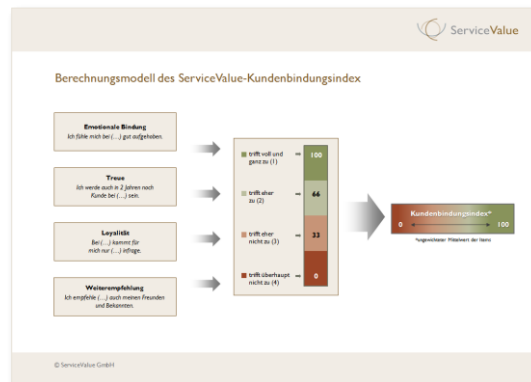 ServiceValue
Berechnungsmodell des ServiceValue-Kundenbindungsindex
Emotionale Bindung
Ich fühle mich bei (…) gut aufgehoben.
Treue
Ich werde auch in 2 Jahren noch
Kunde bei (…) sein.
Loyalität
Bei (…) kommt für
mich nur (…) infrage.
Weiterempfehlung
Ich empfehle (…) auch meinen Freunden
und Bekannten.
trifft voll und
ganz zu (1)
100
trifft eher
zu (2)
66
trifft eher
nicht zu (3)
33
trifft überhaupt
nicht zu (4)
0
Kundenbindungsindex*
0 100
*ungewichteter Mittelwert der Items
© ServiceValue GmbH